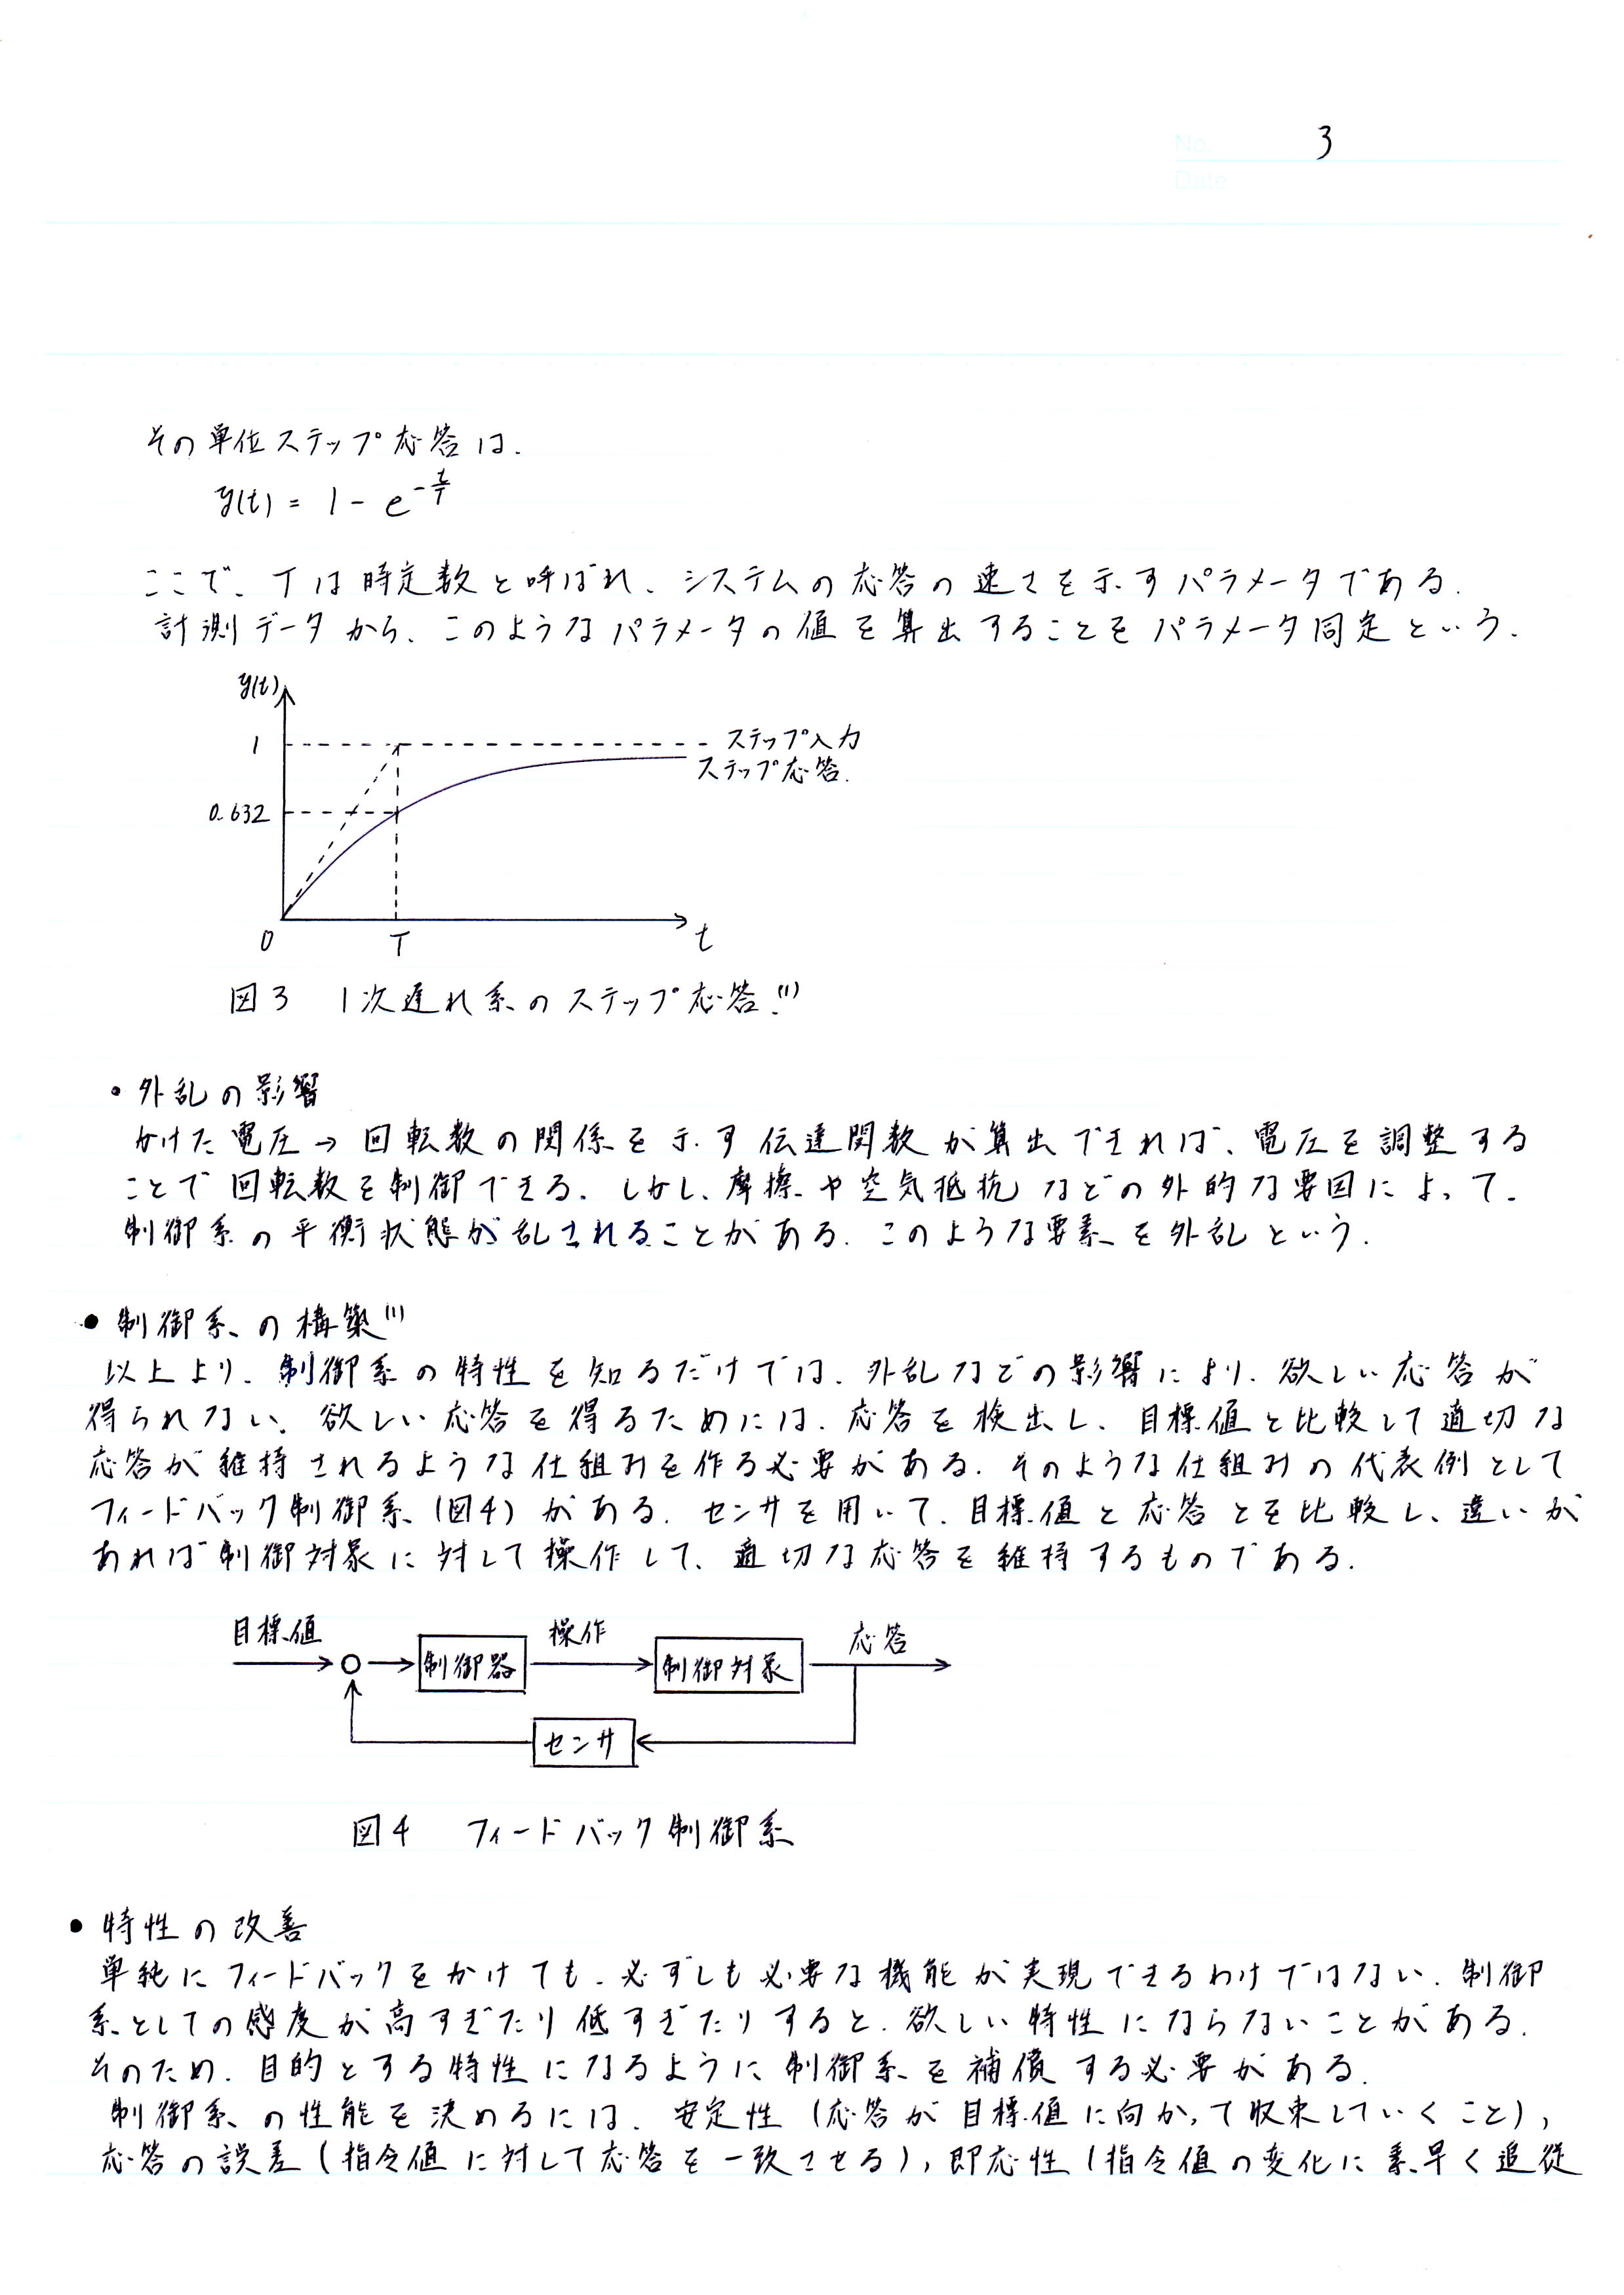 No. 3
Date
その単位ステップ応答は、
y(t) = 1 - e^{-t/T}
ここで、Tは時定数と呼ばれ、システムの応答の速さを示すパラメータである.
計測データから、このようなパラメータの値を算出することをパラメータ同定という.
y(t)
1
ステップ入力
ステップ応答.
0.632
0
T
t
図3 1次遅れ系のステップ応答.(1)
・外乱の影響
かけた電圧→回転数の関係を示す伝達関数が算出できれば、電圧を調整する
ことで回転数を制御できる. しかし、摩擦や空気抵抗などの外的な要因によって、
制御系の平衡状態が乱されることがある. このような要素を外乱という.
・制御系の構築(1)
以上より、制御系の特性を知るだけでは、外乱などの影響により、欲しい応答が
得られない. 欲しい応答を得るためには、応答を検出し、目標値と比較して適切な
応答が維持されるような仕組みを作る必要がある. そのような仕組みの代表例として
フィードバック制御系(図4)がある. センサを用いて、目標値と応答とを比較し、違いが
あれば制御対象に対して操作して、適切な応答を維持するものである.
目標値
制御器
操作
制御対象
応答
センサ
図4 フィードバック制御系
・特性の改善
単純にフィードバックをかけても、必ずしも必要な機能が実現できるわけではない. 制御
系としての感度が高すぎたり低すぎたりすると、欲しい特性にならないことがある.
そのため、目的とする特性になるように制御系を補償する必要がある.
制御系の性能を決めるには、安定性(応答が目標値に向かって収束していくこと),
応答の誤差(指令値に対して応答を一致させる), 即応性(指令値の変化に素早く追従